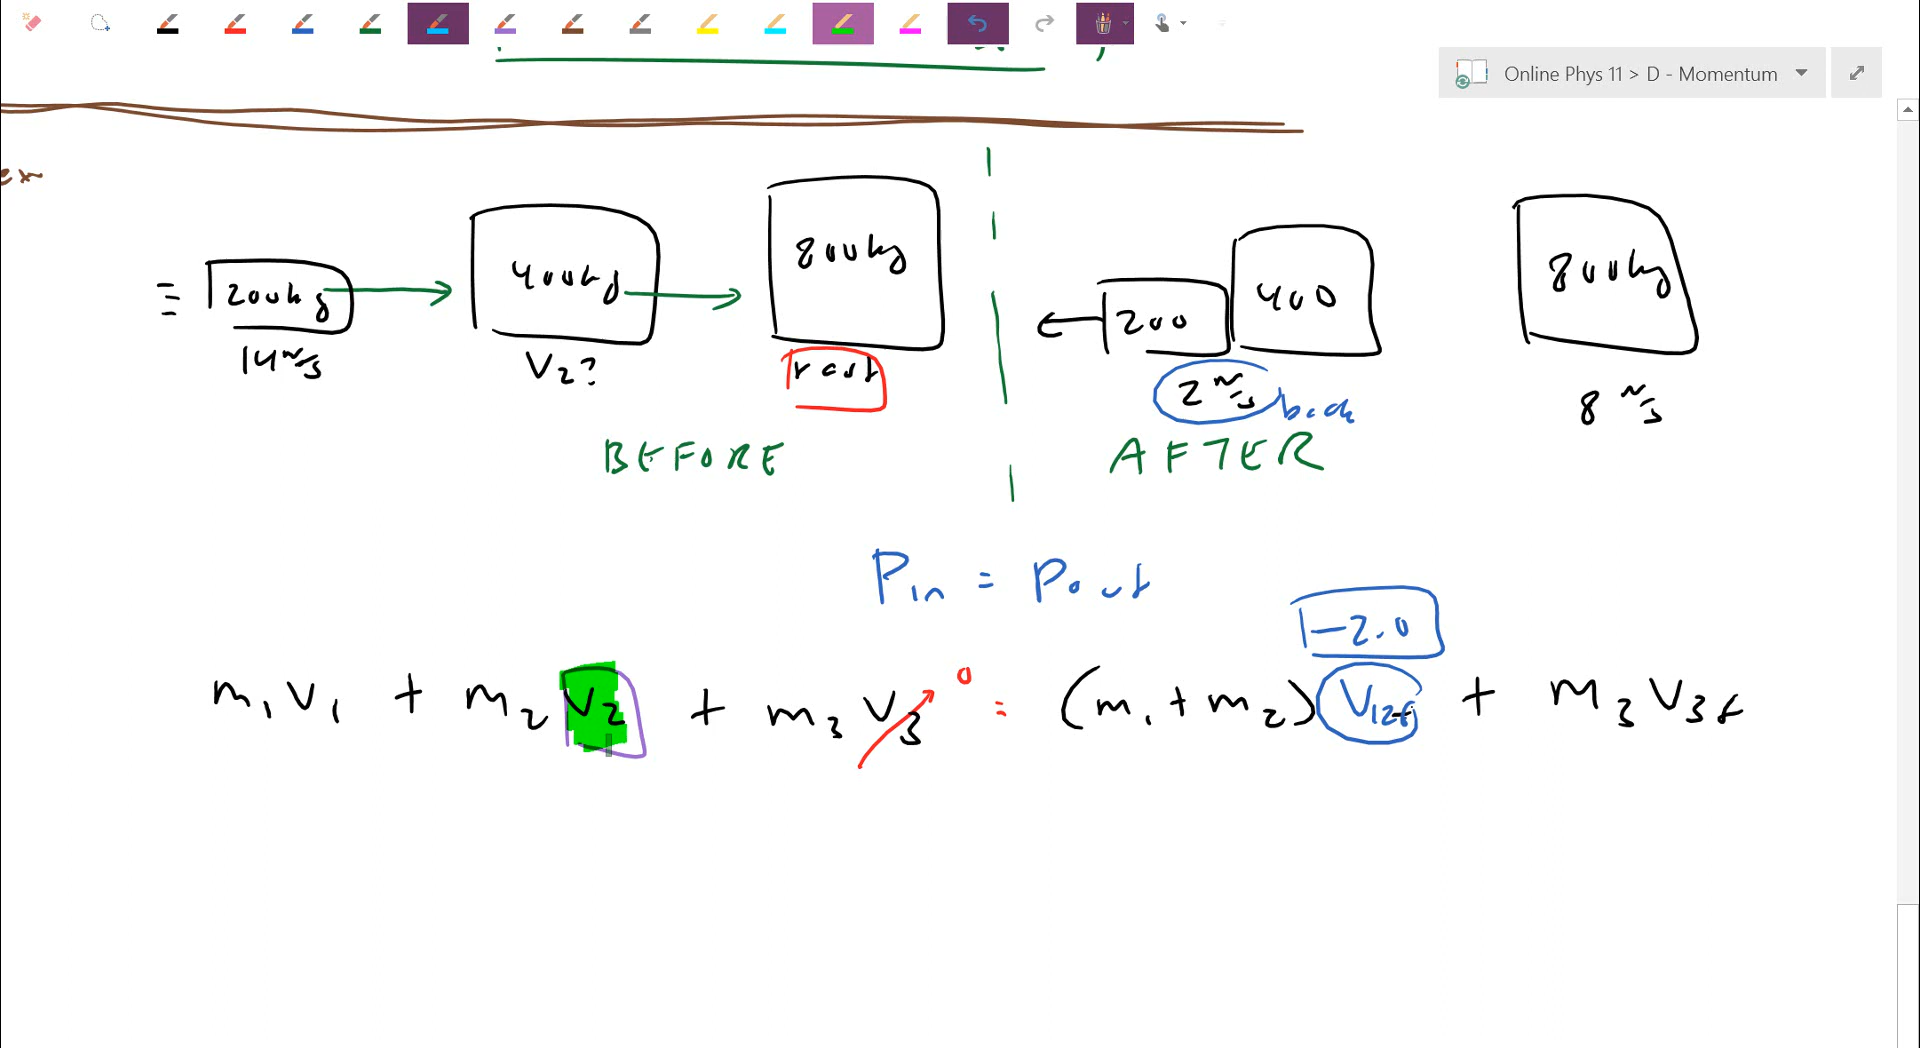 Online Phys 11 > D - Momentum
ex
200kg 400kg 800kg 200 400 800kg
14 m/s V2? rest 2 m/s back 8 m/s
BEFORE AFTER
Pin = Pout
-2.0
m1V1 + m2V2 + m3V3 0 = (m1 + m2)V12f + m3V3f